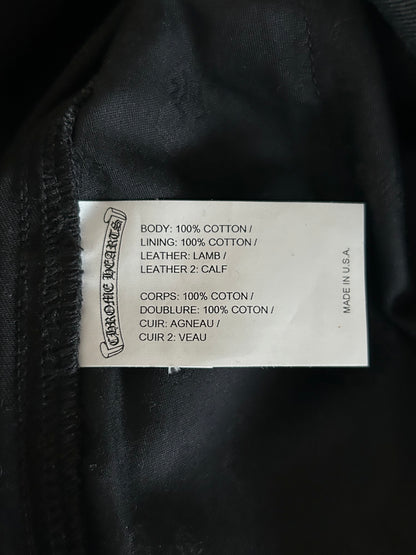 CHROME HEARTS
BODY: 100% COTTON /
LINING: 100% COTTON /
LEATHER: LAMB /
LEATHER 2: CALF
CORPS: 100% COTON /
DOUBLURE: 100% COTON /
CUIR: AGNEAU /
CUIR 2: VEAU
MADE IN U.S.A.